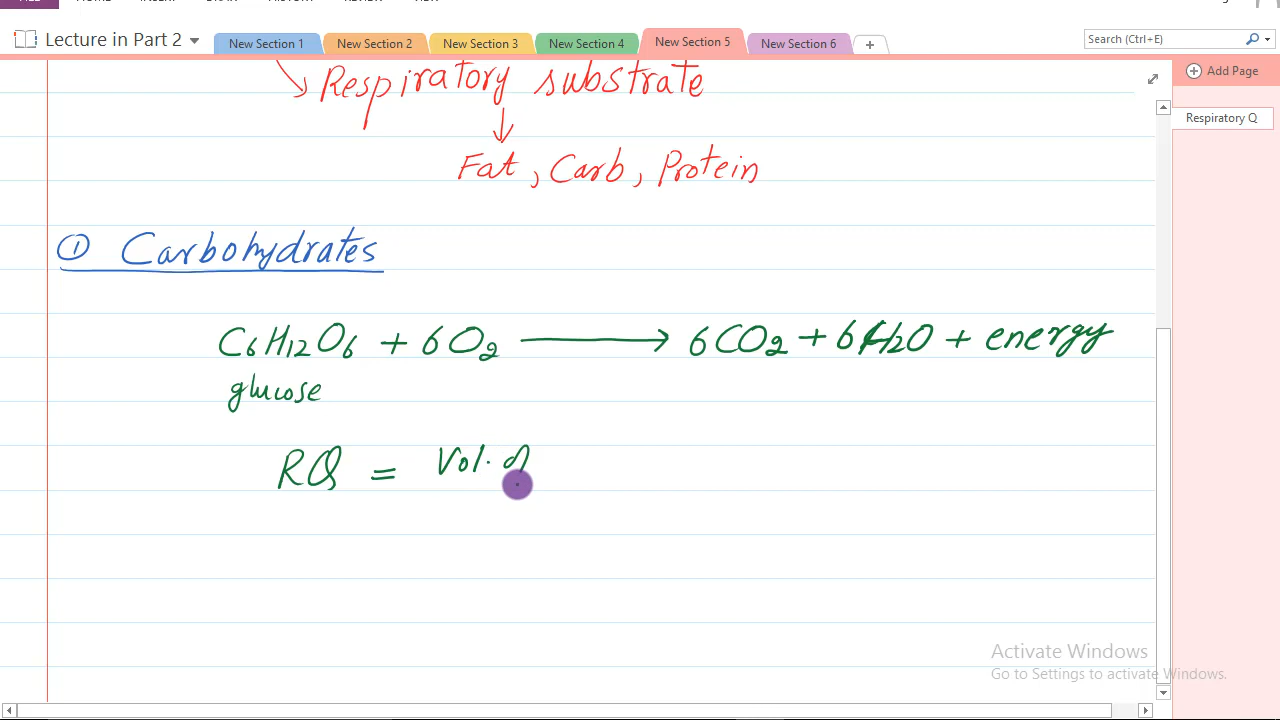 Lecture in Part 2
New Section 1 New Section 2 New Section 3 New Section 4 New Section 5 New Section 6 +
Search (Ctrl+E)
Add Page
Respiratory Q
Respiratory substrate
Fat, Carb, Protein
① Carbohydrates
C6H12O6 + 6O2 → 6CO2 + 6H2O + energy
glucose
RQ = Vol. of
Activate Windows
Go to Settings to activate Windows.